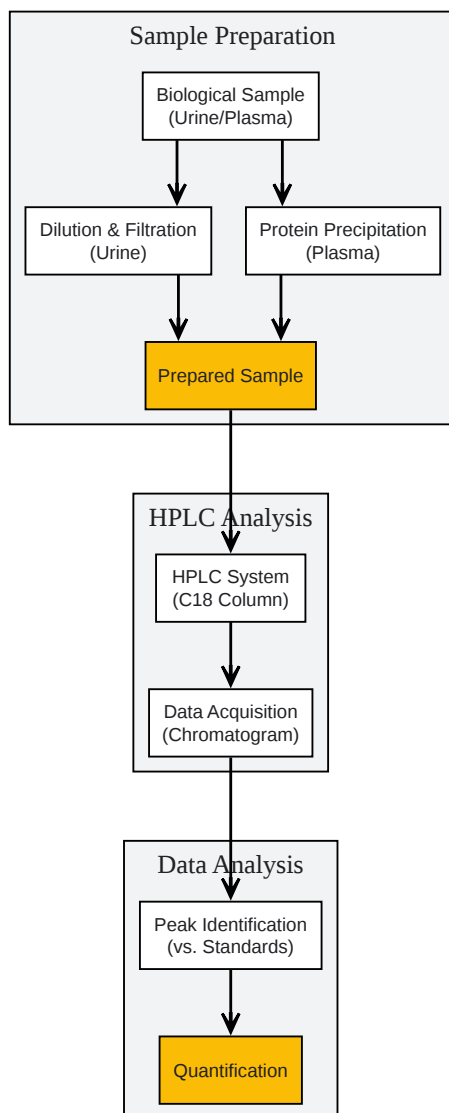 Sample Preparation
Biological Sample
(Urine/Plasma)
Dilution & Filtration
(Urine)
Protein Precipitation
(Plasma)
Prepared Sample
HPLC Analysis
HPLC System
(C18 Column)
Data Acquisition
(Chromatogram)
Data Analysis
Peak Identification
(vs. Standards)
Quantification